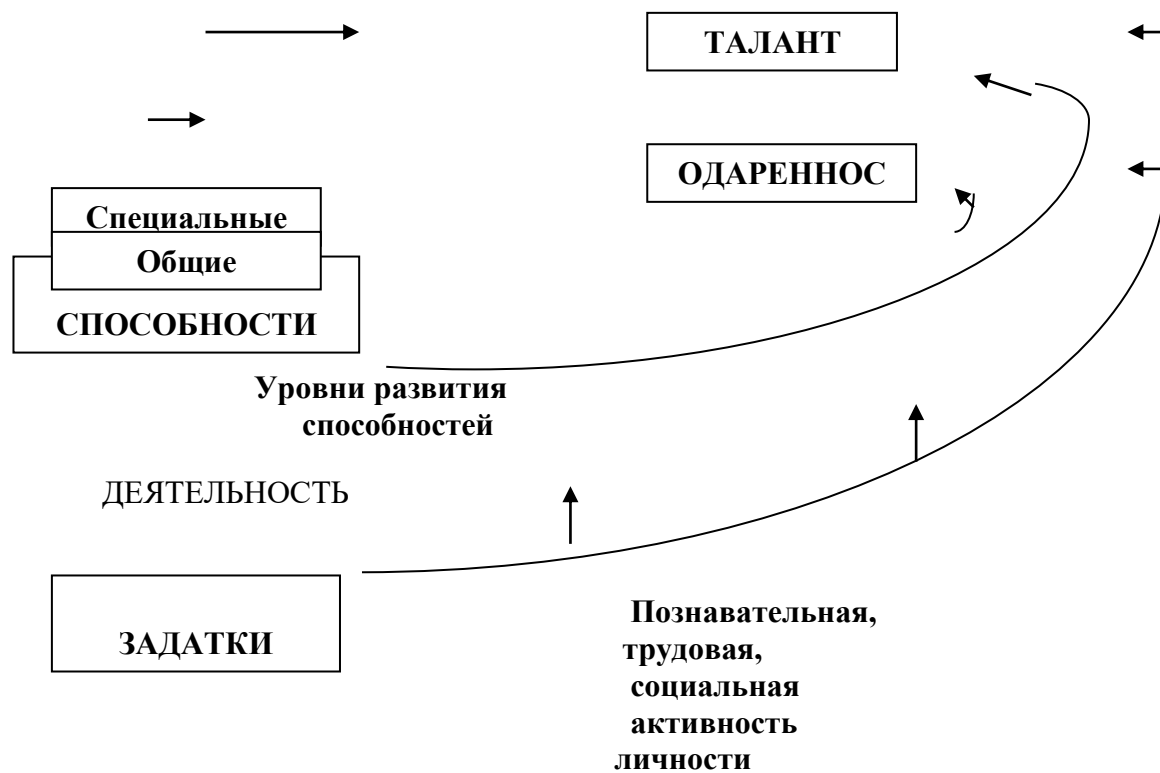 ТАЛАНТ
ОДАРЕННОС
Специальные
Общие
СПОСОБНОСТИ
Уровни развития
способностей
ДЕЯТЕЛЬНОСТЬ
ЗАДАТКИ
Познавательная,
трудовая,
социальная
активность
личности